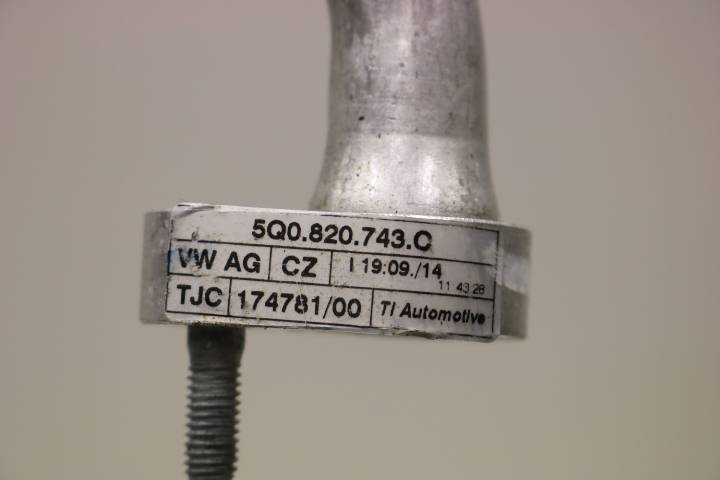 5Q0.820.743.C
VW AG CZ I 19:09./14
11 43 28
TJC 174781/00 TI Automotive